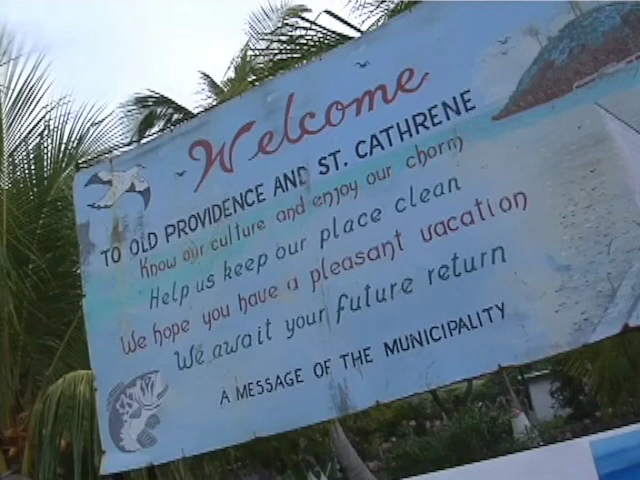 Welcome
TO OLD PROVIDENCE AND ST. CATHRENE
Know our culture and enjoy our chorm
Help us keep our place clean
We hope you have a pleasant vacation
We await your future return
A MESSAGE OF THE MUNICIPALITY